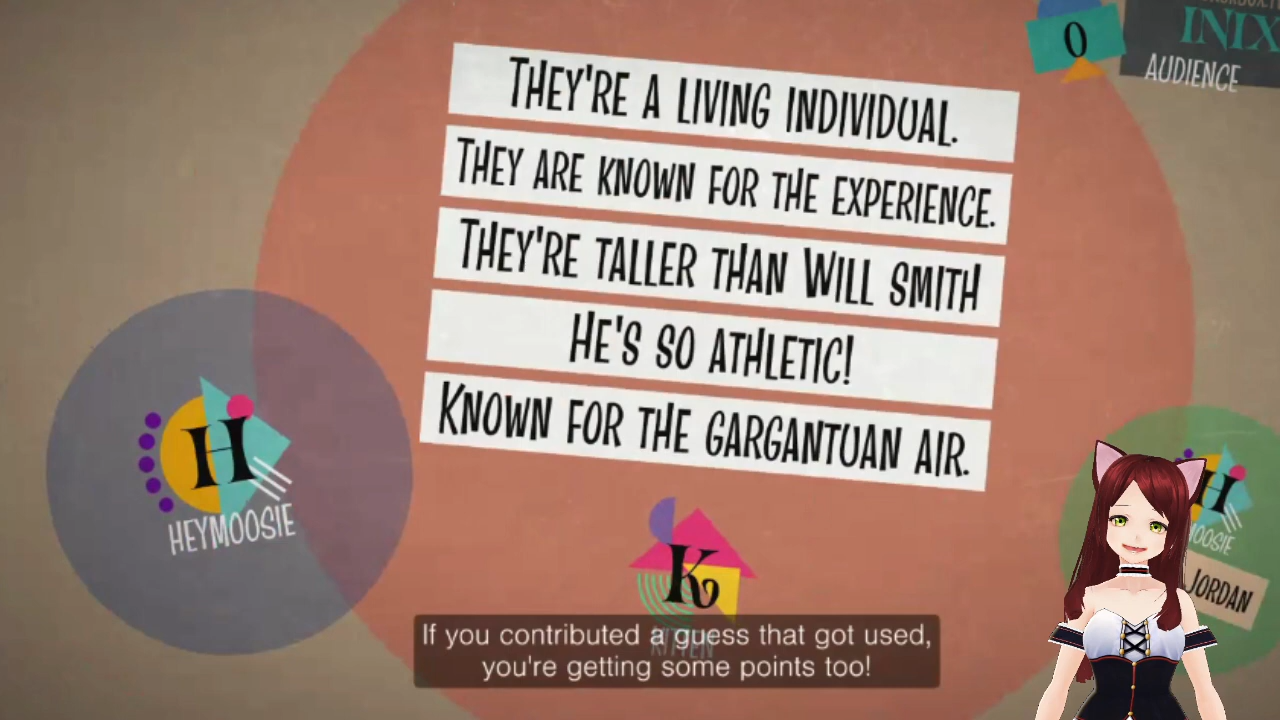 THEY'RE A LIVING INDIVIDUAL.
THEY ARE KNOWN FOR THE EXPERIENCE.
THEY'RE TALLER THAN WILL SMITH
HE'S SO ATHLETIC!
KNOWN FOR THE GARGANTUAN AIR.
0
AUDIENCE
H
HEYMOOSIE
K
KITTEN
H
JORDAN
If you contributed a guess that got used,
you're getting some points too!